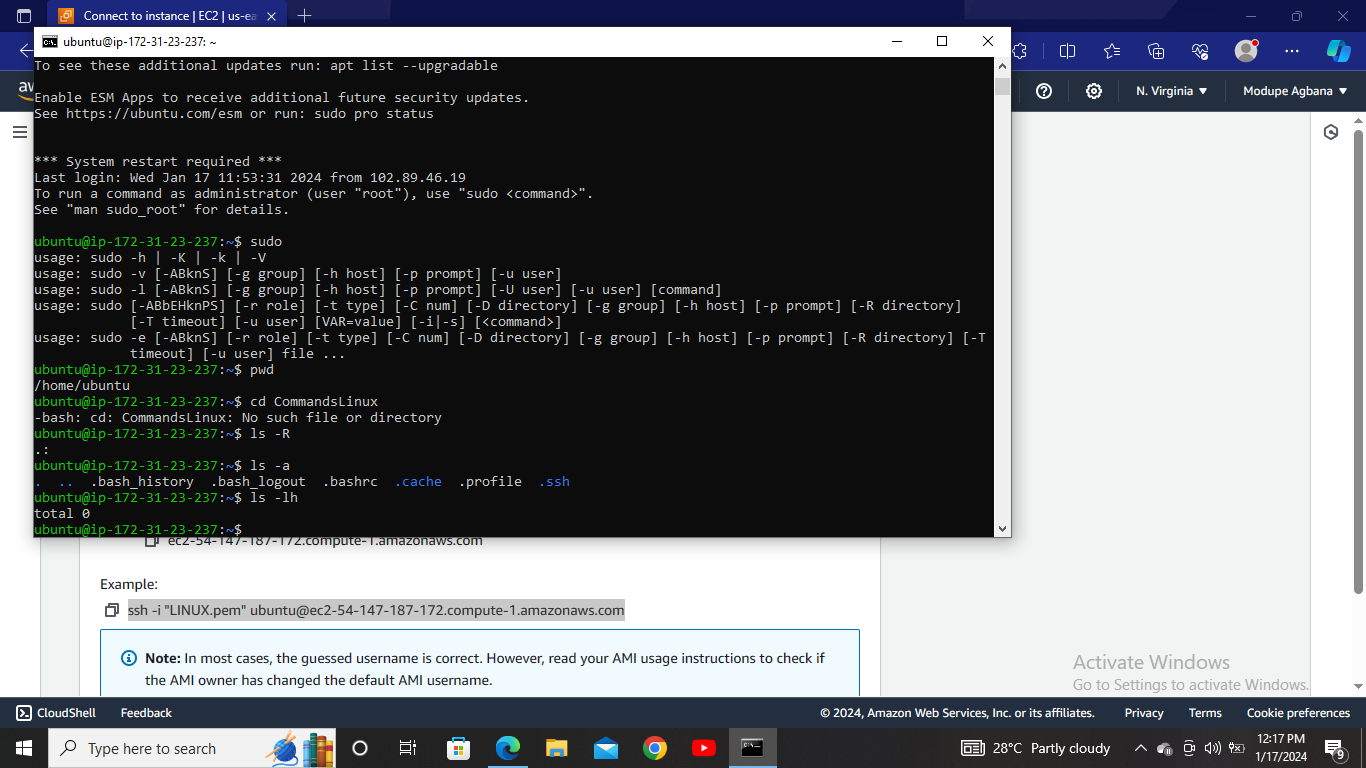 Connect to instance | EC2 | us-ea
ubuntu@ip-172-31-23-237: ~
To see these additional updates run: apt list --upgradable
Enable ESM Apps to receive additional future security updates.
See https://ubuntu.com/esm or run: sudo pro status
*** System restart required ***
Last login: Wed Jan 17 11:53:31 2024 from 102.89.46.19
To run a command as administrator (user "root"), use "sudo <command>".
See "man sudo_root" for details.
ubuntu@ip-172-31-23-237:~$ sudo
usage: sudo -h | -K | -k | -V
usage: sudo -v [-ABknS] [-g group] [-h host] [-p prompt] [-u user]
usage: sudo -l [-ABknS] [-g group] [-h host] [-p prompt] [-U user] [-u user] [command]
usage: sudo [-ABbEHknPS] [-r role] [-t type] [-C num] [-D directory] [-g group] [-h host] [-p prompt] [-R directory]
[-T timeout] [-u user] [VAR=value] [-i|-s] [<command>]
usage: sudo -e [-ABknS] [-r role] [-t type] [-C num] [-D directory] [-g group] [-h host] [-p prompt] [-R directory] [-T
timeout] [-u user] file ...
ubuntu@ip-172-31-23-237:~$ pwd
/home/ubuntu
ubuntu@ip-172-31-23-237:~$ cd CommandsLinux
-bash: cd: CommandsLinux: No such file or directory
ubuntu@ip-172-31-23-237:~$ ls -R
.:
ubuntu@ip-172-31-23-237:~$ ls -a
. .. .bash_history .bash_logout .bashrc .cache .profile .ssh
ubuntu@ip-172-31-23-237:~$ ls -lh
total 0
ubuntu@ip-172-31-23-237:~$
N. Virginia
Modupe Agbana
ec2-54-147-187-172.compute-1.amazonaws.com
Example:
ssh -i "LINUX.pem" ubuntu@ec2-54-147-187-172.compute-1.amazonaws.com
Note: In most cases, the guessed username is correct. However, read your AMI usage instructions to check if
the AMI owner has changed the default AMI username.
Activate Windows
Go to Settings to activate Windows.
CloudShell Feedback © 2024, Amazon Web Services, Inc. or its affiliates. Privacy Terms Cookie preferences
Type here to search
28°C Partly cloudy
12:17 PM
1/17/2024
9